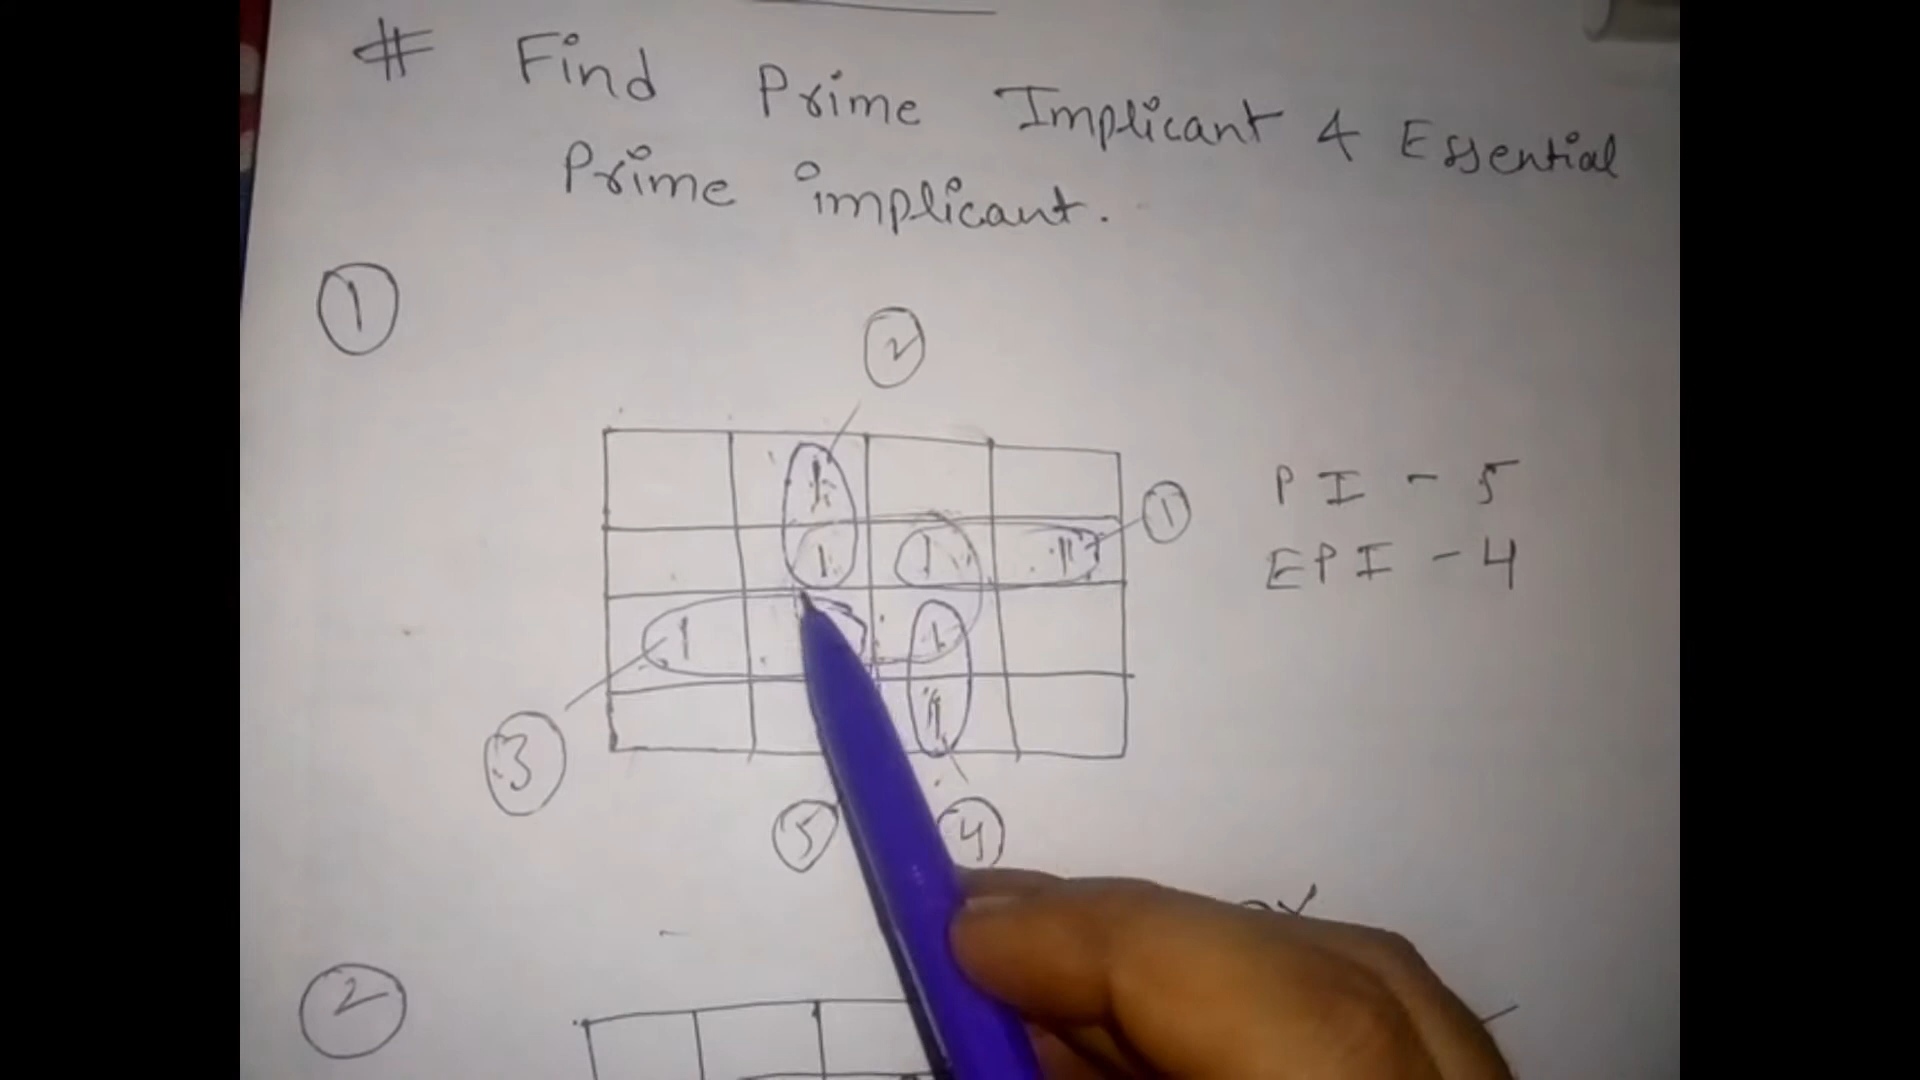 # Find Prime Implicant & Essential
Prime implicant.
①
②
1
1 1 1
①
PI - 5
EPI - 4
1 1
1
③
⑤ ④
②